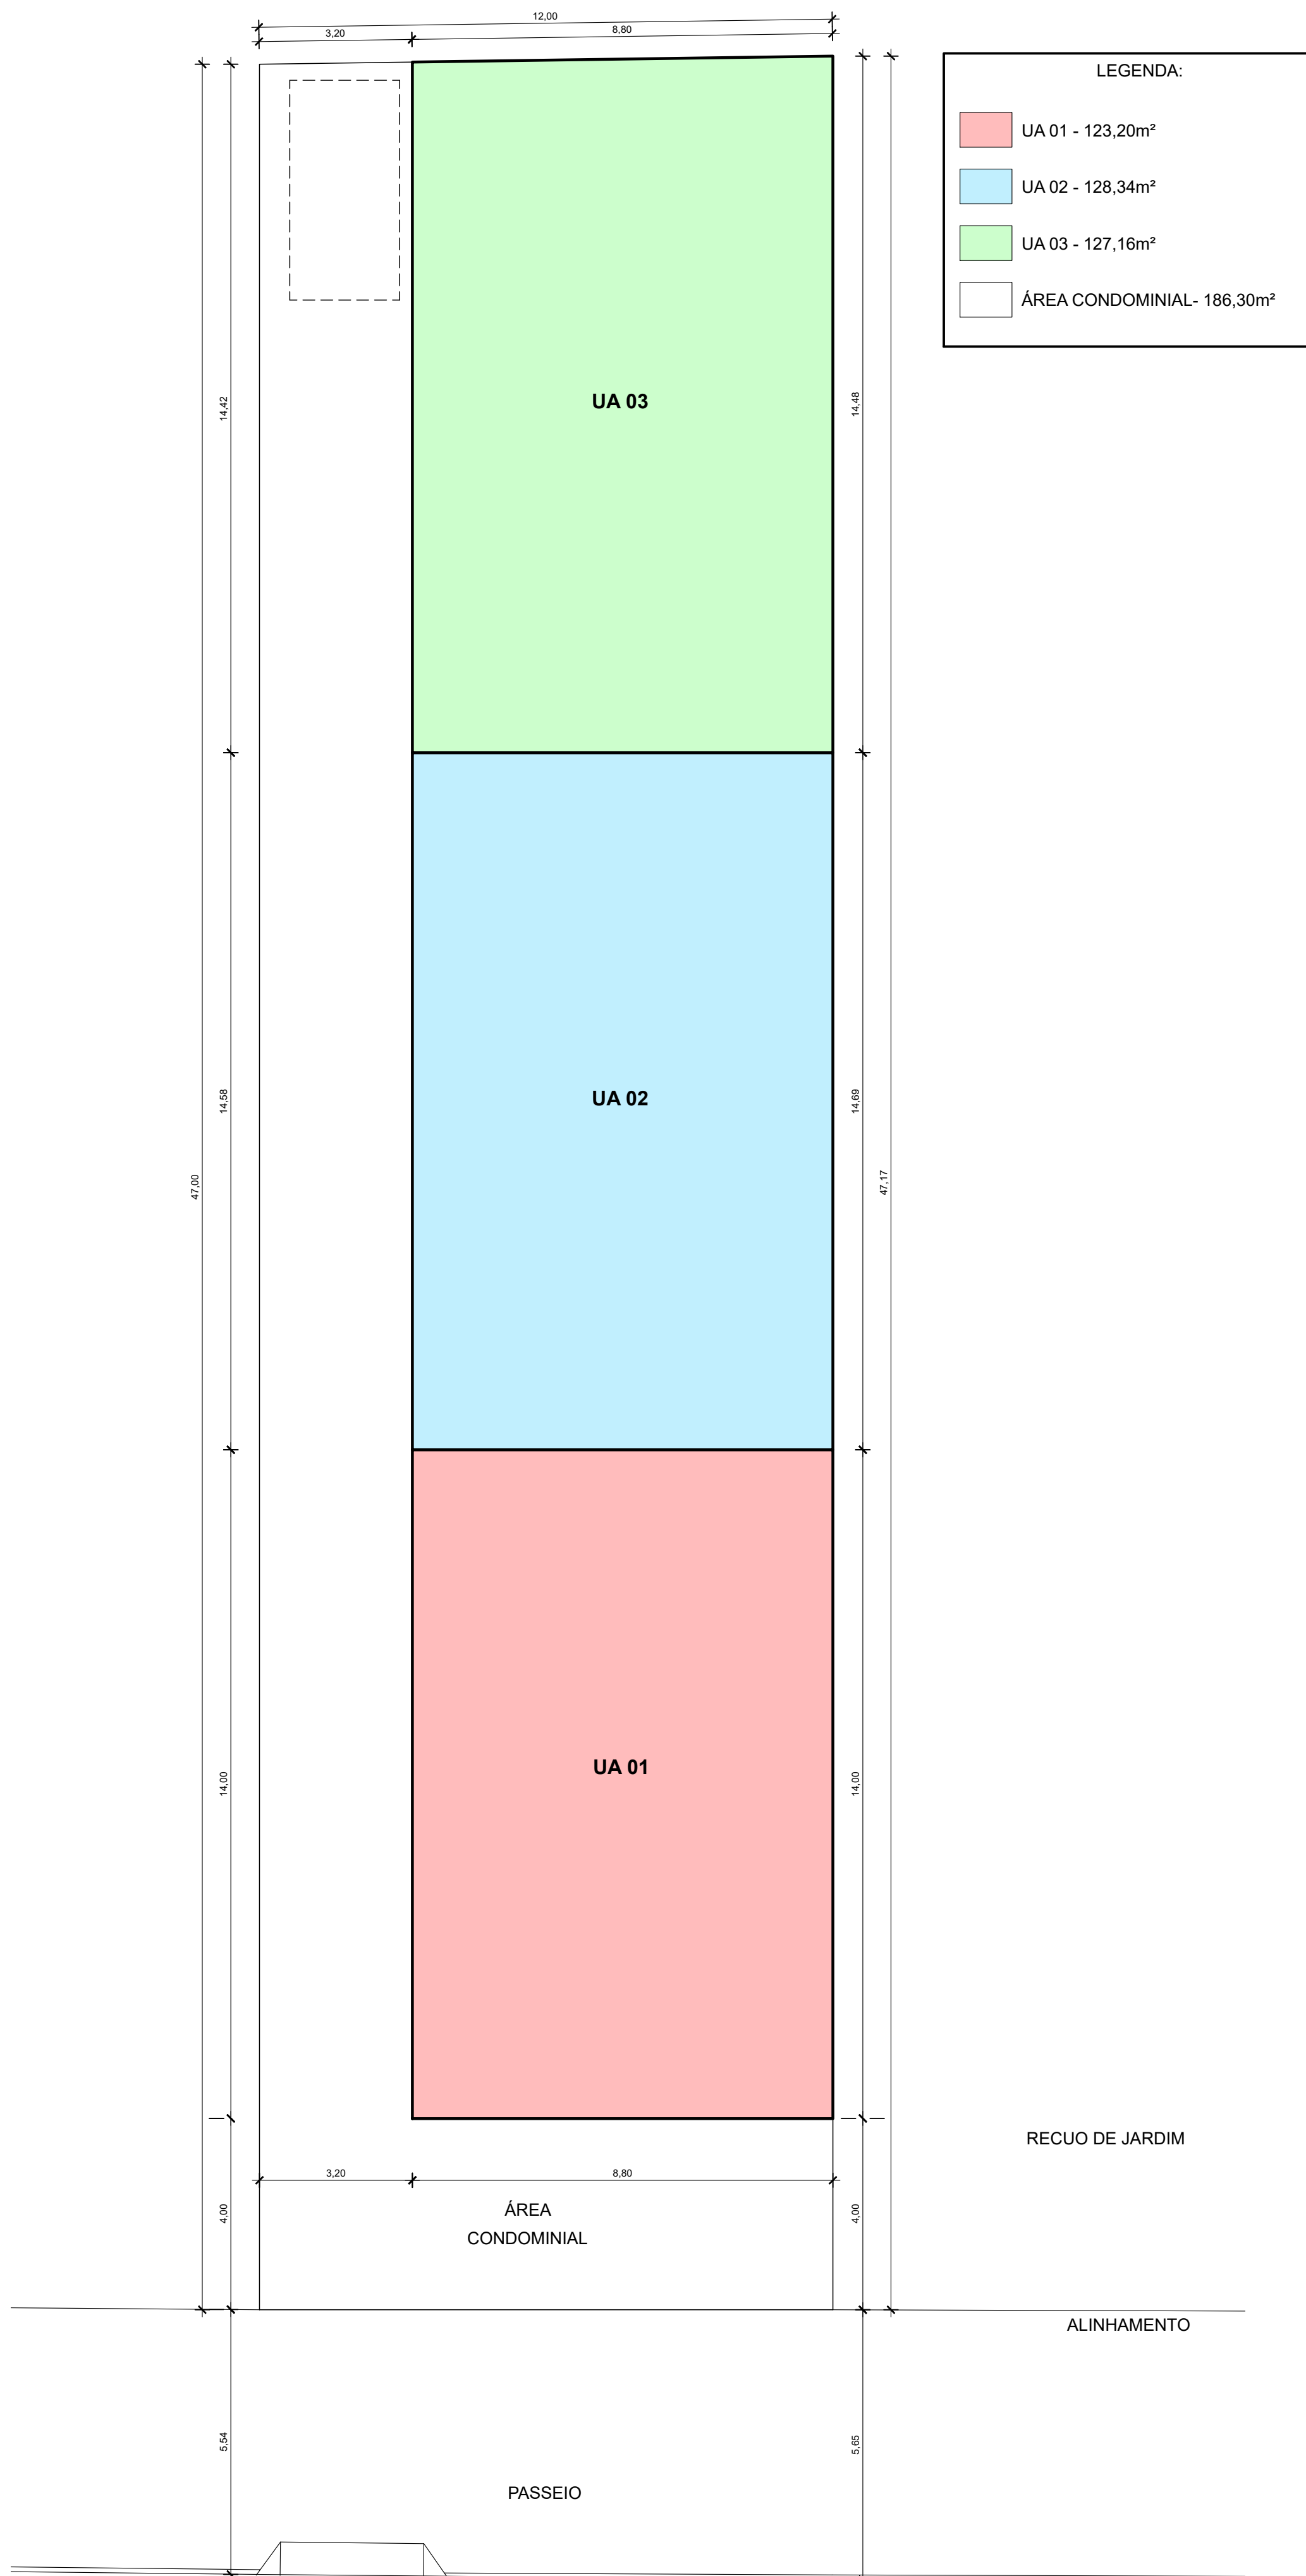 12,00
3,20
8,80
LEGENDA:
UA 01 - 123,20m²
UA 02 - 128,34m²
UA 03 - 127,16m²
ÁREA CONDOMINIAL- 186,30m²
UA 03
14,42
14,48
UA 02
14,58
14,69
47,00
47,17
UA 01
14,00
14,00
RECUO DE JARDIM
3,20
8,80
ÁREA
CONDOMINIAL
4,00
4,00
ALINHAMENTO
5,54
5,65
PASSEIO